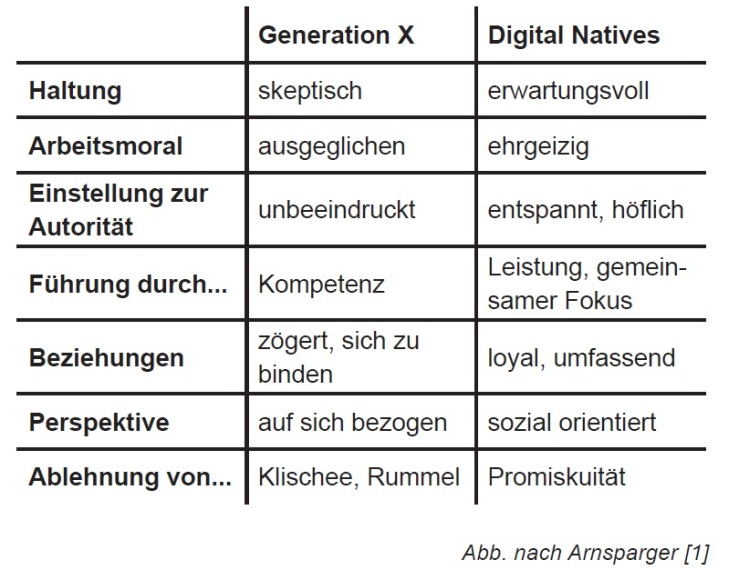 Generation X Digital Natives
Haltung skeptisch erwartungsvoll
Arbeitsmoral ausgeglichen ehrgeizig
Einstellung zur
Autorität unbeeindruckt entspannt, höflich
Führung durch... Kompetenz Leistung, gemein-
samer Fokus
Beziehungen zögert, sich zu
binden loyal, umfassend
Perspektive auf sich bezogen sozial orientiert
Ablehnung von... Klischee, Rummel Promiskuität
Abb. nach Arnsparger [1]